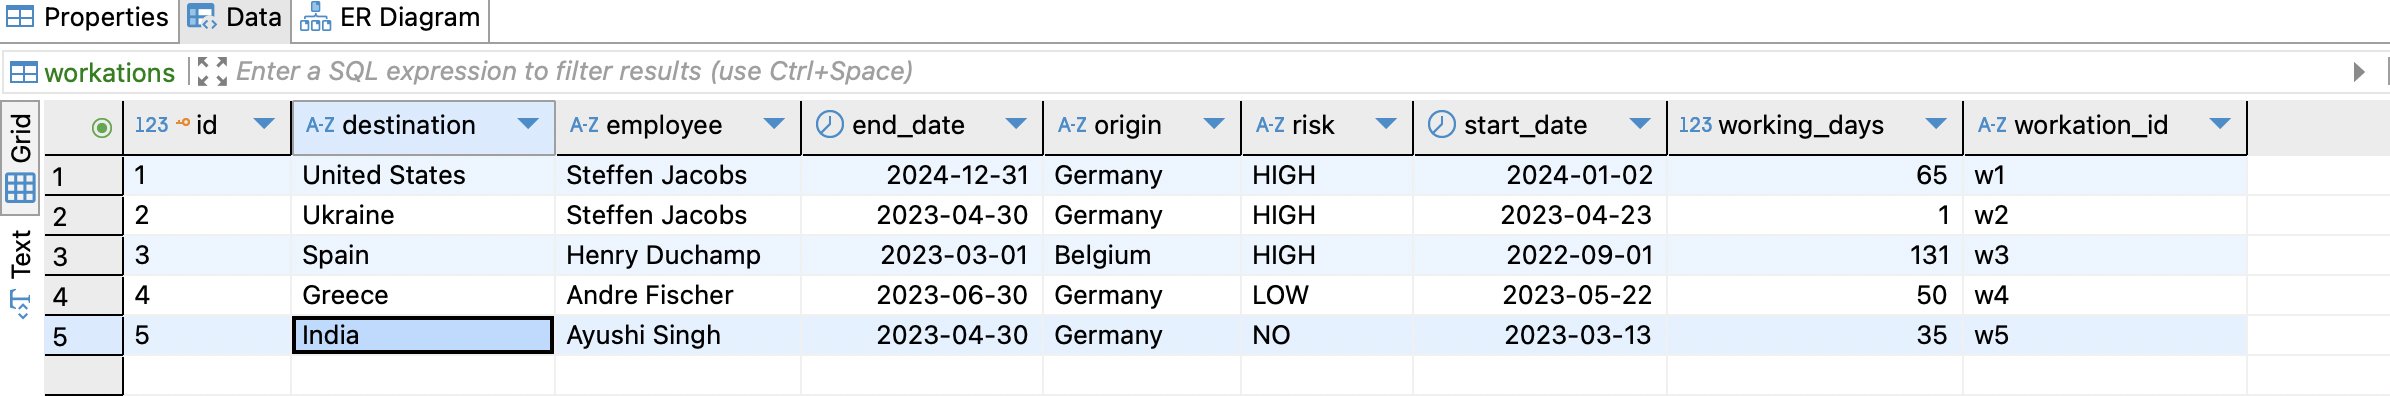 Properties Data ER Diagram
workations Enter a SQL expression to filter results (use Ctrl+Space)
Grid
Text
123 id A-Z destination A-Z employee end_date A-Z origin A-Z risk start_date 123 working_days A-Z workation_id
1 1 United States Steffen Jacobs 2024-12-31 Germany HIGH 2024-01-02 65 w1
2 2 Ukraine Steffen Jacobs 2023-04-30 Germany HIGH 2023-04-23 1 w2
3 3 Spain Henry Duchamp 2023-03-01 Belgium HIGH 2022-09-01 131 w3
4 4 Greece Andre Fischer 2023-06-30 Germany LOW 2023-05-22 50 w4
5 5 India Ayushi Singh 2023-04-30 Germany NO 2023-03-13 35 w5